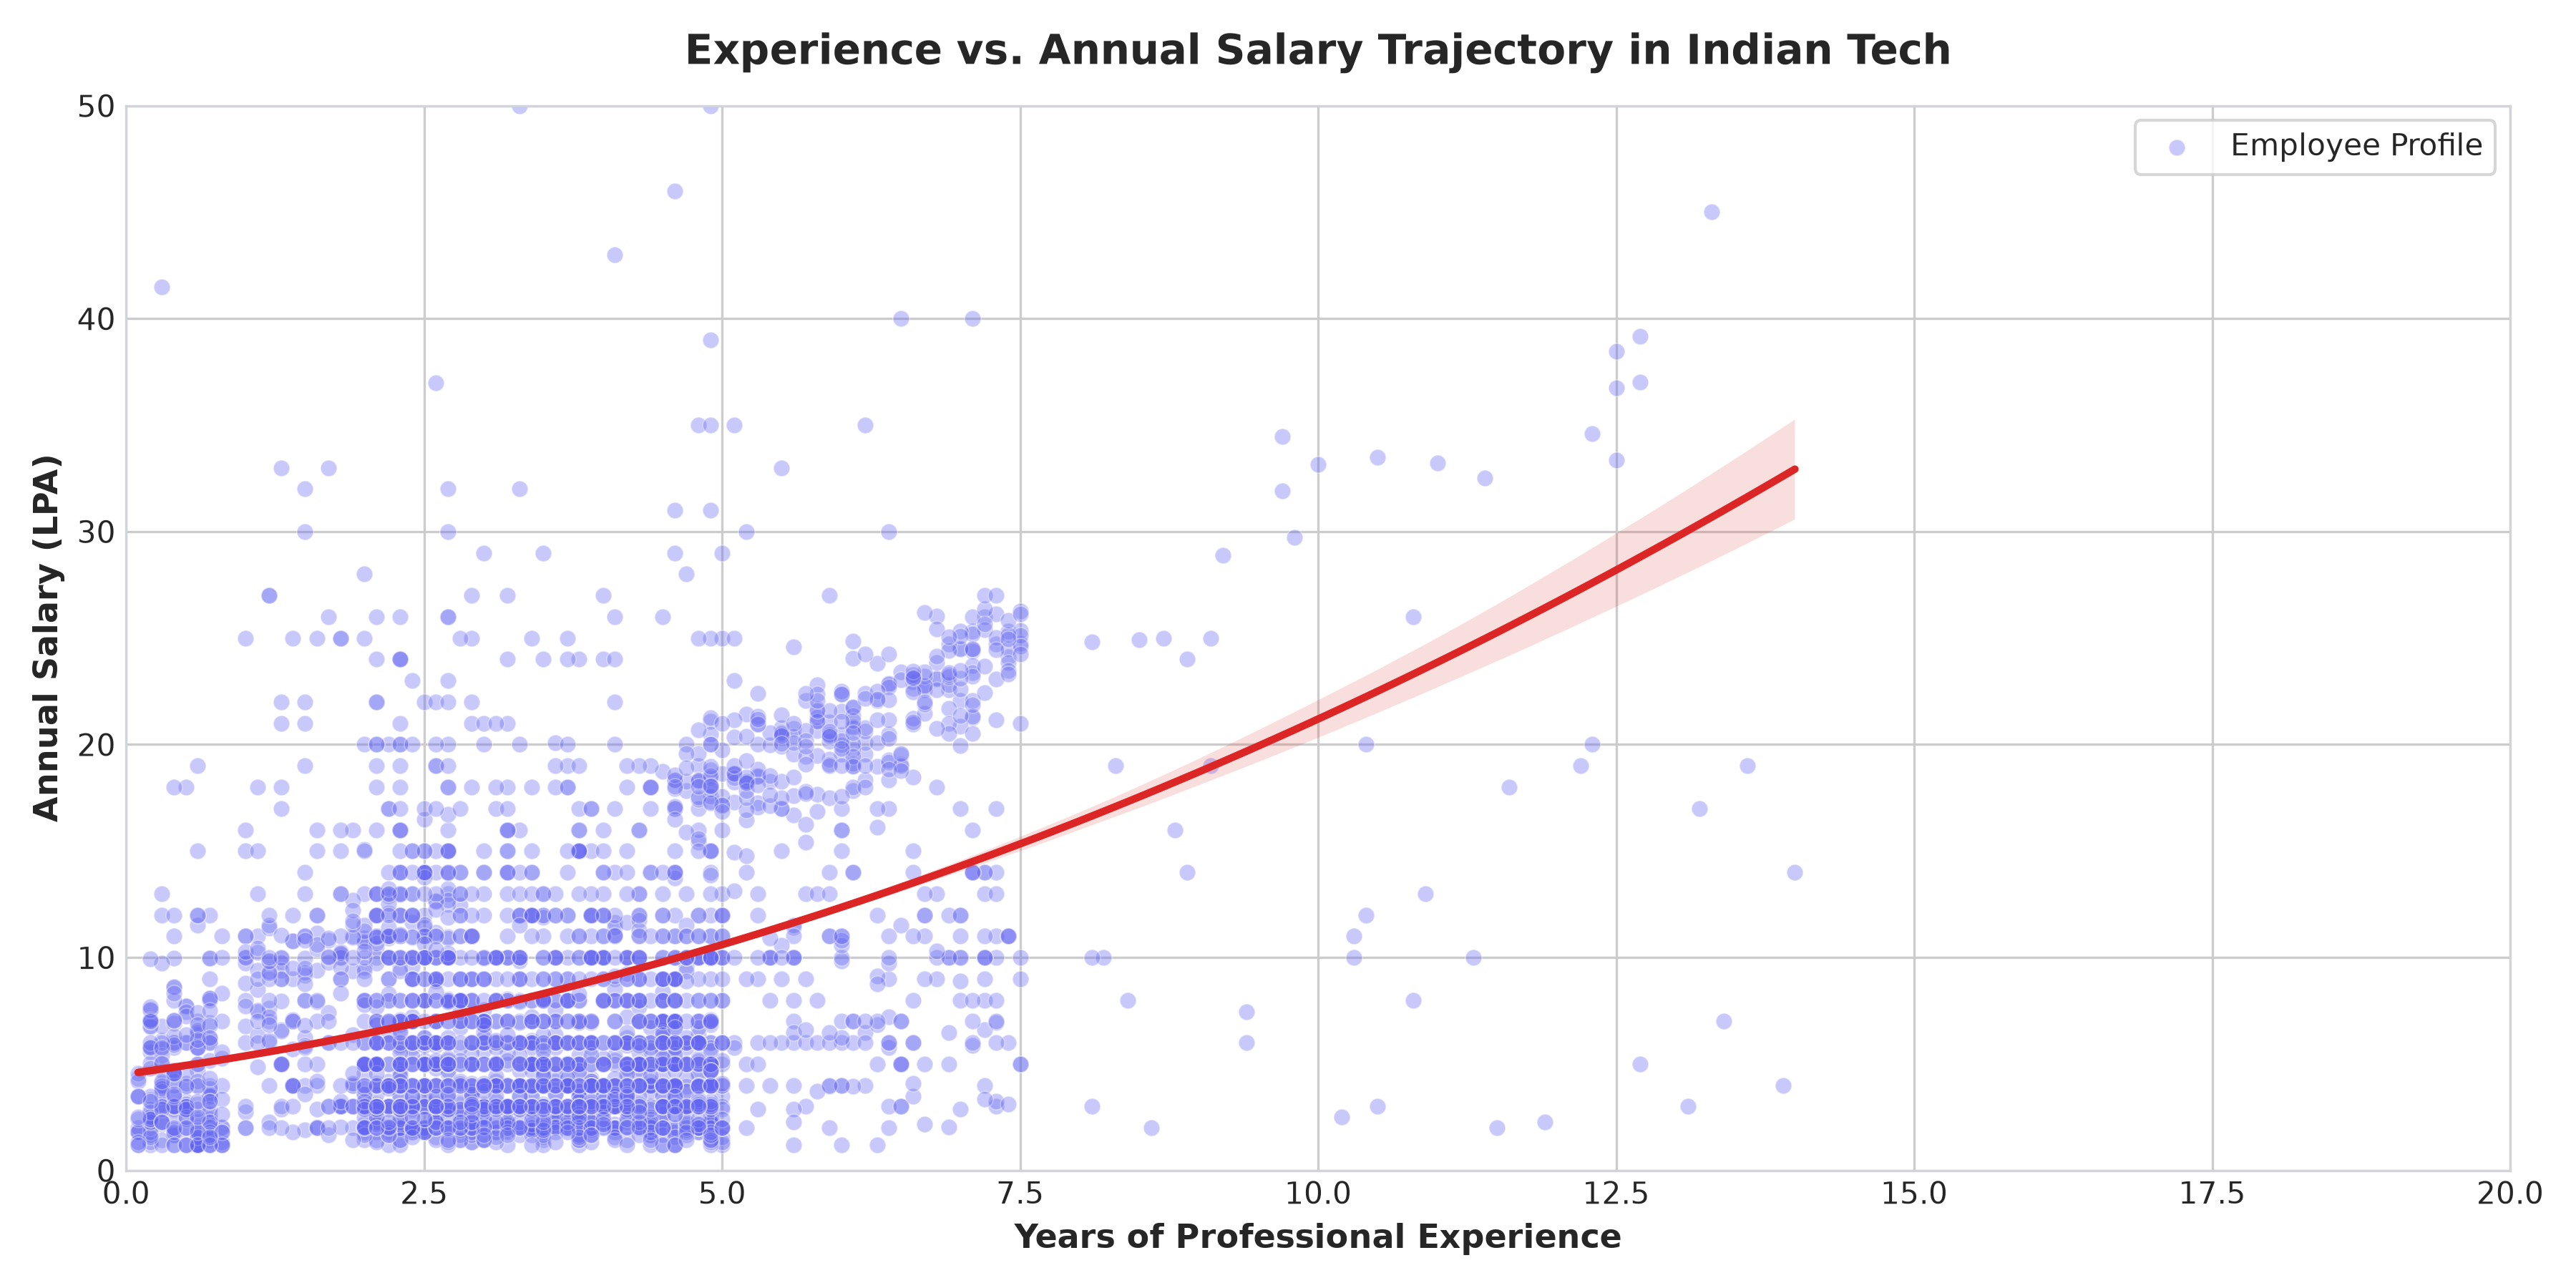 Experience vs. Annual Salary Trajectory in Indian Tech
Employee Profile
Annual Salary (LPA)
50
40
30
20
10
0
0.0 2.5 5.0 7.5 10.0 12.5 15.0 17.5 20.0
Years of Professional Experience